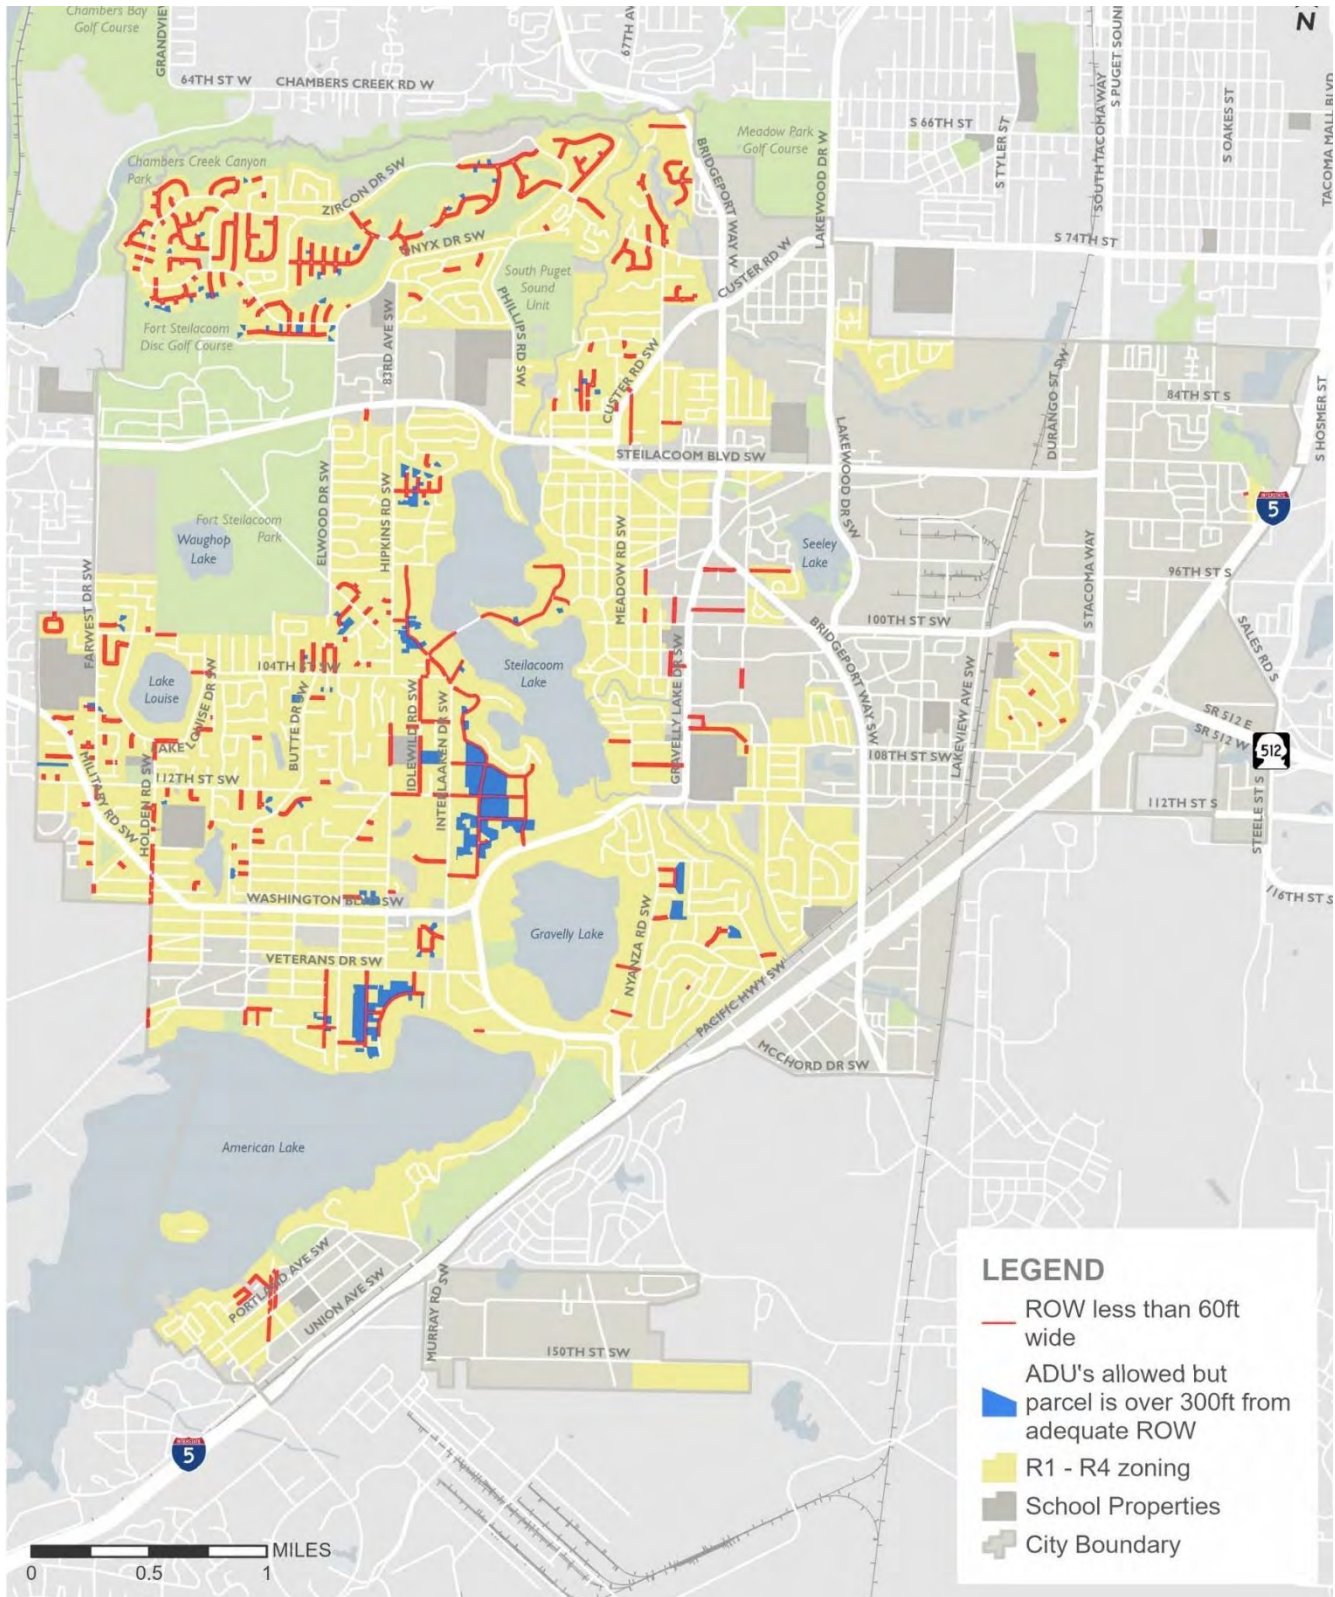 Chambers Bay
Golf Course
GRANDVIEW
67TH AV
N
64TH ST W
CHAMBERS CREEK RD W
S 66TH ST
S TYLER ST
SOUTH TACOMA WAY
S PUGET SOUN
S OAKES ST
TACOMA MALL BLVD
Meadow Park
Golf Course
LAKEWOOD DR W
BRIDGEPORT WAY W
Chambers Creek Canyon
Park
ZIRCON DR SW
ONYX DR SW
S 74TH ST
CUSTER RD W
South Puget
Sound
Unit
PHILLIPS RD SW
Fort Steilacoom
Disc Golf Course
83RD AVE SW
CUSTER RD SW
DURANGO ST SW
84TH ST S
S HOSMER ST
STEILACOOM BLVD SW
LAKEWOOD DR SW
ELWOOD DR SW
HIPKINS RD SW
Fort Steilacoom
Park
Waughop
Lake
INTERSTATE
5
Seeley
Lake
MEADOW RD SW
S TACOMA WAY
96TH ST S
FARWEST DR SW
100TH ST SW
BRIDGEPORT WAY SW
SALES RD S
104TH ST SW
Steilacoom
Lake
GRAVELLY LAKE DR SW
LAKEVIEW AVE SW
Lake
Louise
LOUISE DR SW
LAKE
BUTTE DR SW
IDLEWILD RD SW
INTERLAAKEN DR SW
SR 512 E
SR 512 W
512
108TH ST SW
MILITARY RD SW
HOLDEN RD SW
112TH ST SW
112TH ST S
STEELE ST S
116TH ST S
WASHINGTON BLVD SW
Gravelly Lake
NYANZA RD SW
VETERANS DR SW
PACIFIC HWY SW
MCCHORD DR SW
American Lake
PORTLAND AVE SW
UNION AVE SW
MURRAY RD SW
150TH ST SW
INTERSTATE
5
LEGEND
ROW less than 60ft
wide
ADU's allowed but
parcel is over 300ft from
adequate ROW
R1 - R4 zoning
School Properties
City Boundary
MILES
0 0.5 1